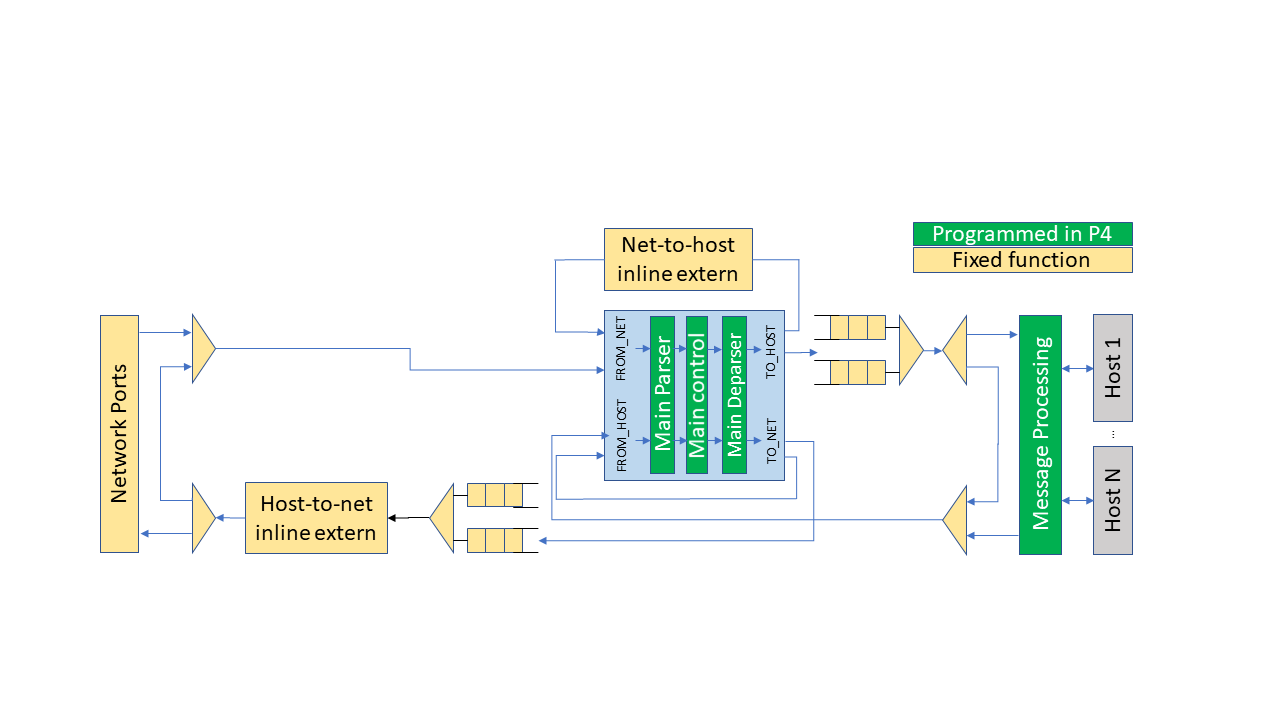 Programmed in P4
Fixed function
Net-to-host
inline extern
Network Ports
FROM_NET
FROM_HOST
Main Parser
Main control
Main Deparser
TO_HOST
TO_NET
Message Processing
Host 1
...
Host N
Host-to-net
inline extern